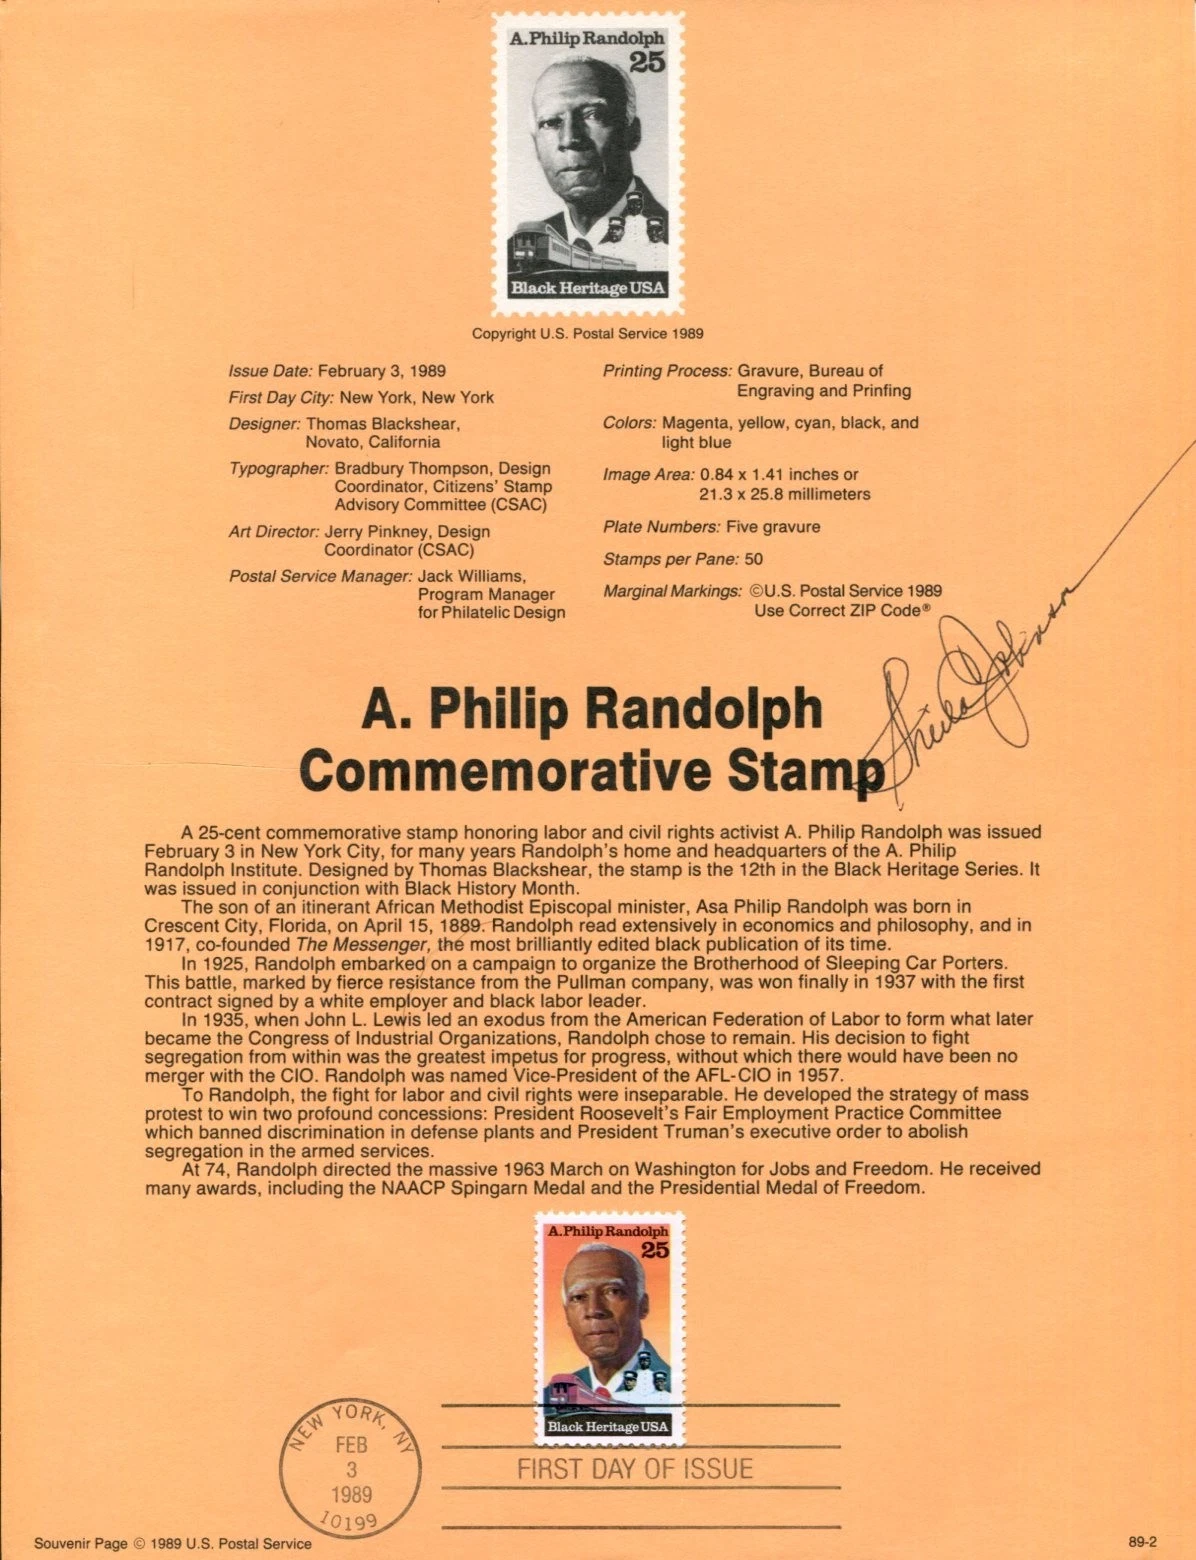 A. Philip Randolph
25
Black Heritage USA
Copyright U.S. Postal Service 1989
Issue Date: February 3, 1989
First Day City: New York, New York
Designer: Thomas Blackshear,
Novato, California
Typographer: Bradbury Thompson, Design
Coordinator, Citizens' Stamp
Advisory Committee (CSAC)
Art Director: Jerry Pinkney, Design
Coordinator (CSAC)
Postal Service Manager: Jack Williams,
Program Manager
for Philatelic Design
Printing Process: Gravure, Bureau of
Engraving and Prinfing
Colors: Magenta, yellow, cyan, black, and
light blue
Image Area: 0.84 x 1.41 inches or
21.3 x 25.8 millimeters
Plate Numbers: Five gravure
Stamps per Pane: 50
Marginal Markings: ©U.S. Postal Service 1989
Use Correct ZIP Code®
Sheila Johnson
A. Philip Randolph
Commemorative Stamp
A 25-cent commemorative stamp honoring labor and civil rights activist A. Philip Randolph was issued
February 3 in New York City, for many years Randolph's home and headquarters of the A. Philip
Randolph Institute. Designed by Thomas Blackshear, the stamp is the 12th in the Black Heritage Series. It
was issued in conjunction with Black History Month.
The son of an itinerant African Methodist Episcopal minister, Asa Philip Randolph was born in
Crescent City, Florida, on April 15, 1889. Randolph read extensively in economics and philosophy, and in
1917, co-founded The Messenger, the most brilliantly edited black publication of its time.
In 1925, Randolph embarked on a campaign to organize the Brotherhood of Sleeping Car Porters.
This battle, marked by fierce resistance from the Pullman company, was won finally in 1937 with the first
contract signed by a white employer and black labor leader.
In 1935, when John L. Lewis led an exodus from the American Federation of Labor to form what later
became the Congress of Industrial Organizations, Randolph chose to remain. His decision to fight
segregation from within was the greatest impetus for progress, without which there would have been no
merger with the CIO. Randolph was named Vice-President of the AFL-CIO in 1957.
To Randolph, the fight for labor and civil rights were inseparable. He developed the strategy of mass
protest to win two profound concessions: President Roosevelt's Fair Employment Practice Committee
which banned discrimination in defense plants and President Truman's executive order to abolish
segregation in the armed services.
At 74, Randolph directed the massive 1963 March on Washington for Jobs and Freedom. He received
many awards, including the NAACP Spingarn Medal and the Presidential Medal of Freedom.
A. Philip Randolph
25
Black Heritage USA
NEW YORK, NY
FEB
3
1989
10199
FIRST DAY OF ISSUE
Souvenir Page © 1989 U.S. Postal Service
89-2